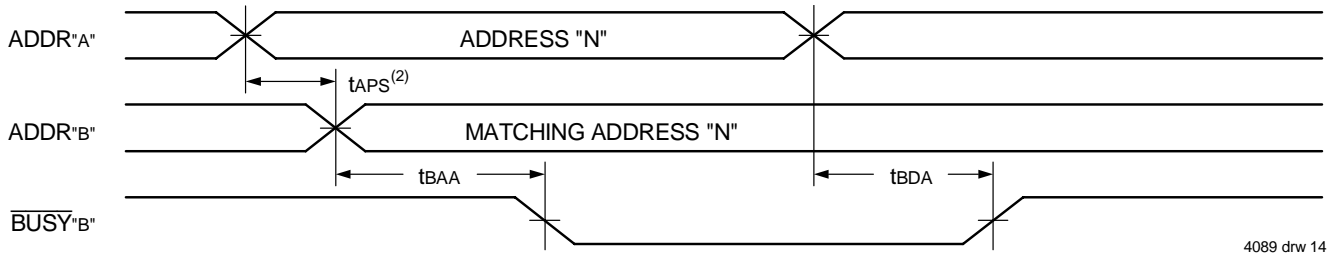 ADDR"A"
ADDRESS "N"
tAPS(2)
ADDR"B"
MATCHING ADDRESS "N"
tBAA
tBDA
BUSY"B"
4089 drw 14